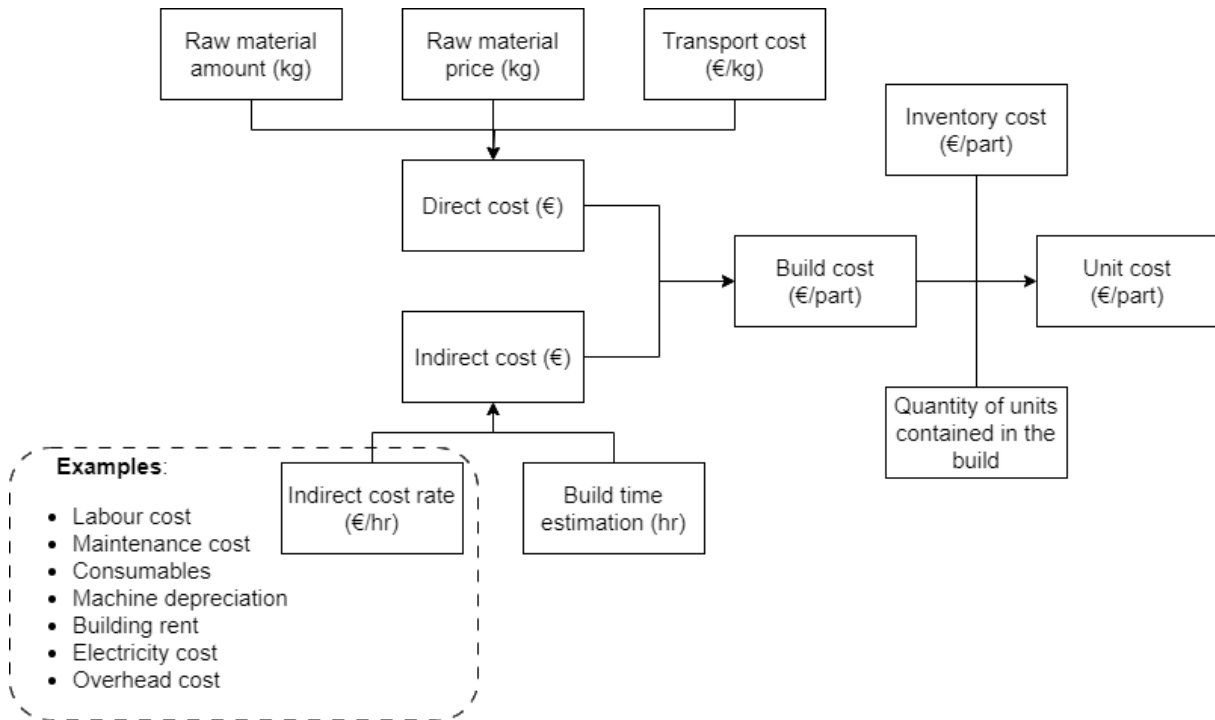 Raw material
amount (kg)
Raw material
price (kg)
Transport cost
(€/kg)
Inventory cost
(€/part)
Direct cost (€)
Build cost
(€/part)
Unit cost
(€/part)
Indirect cost (€)
Quantity of units
contained in the
build
Examples:
Indirect cost rate
(€/hr)
Build time
estimation (hr)
• Labour cost
• Maintenance cost
• Consumables
• Machine depreciation
• Building rent
• Electricity cost
• Overhead cost